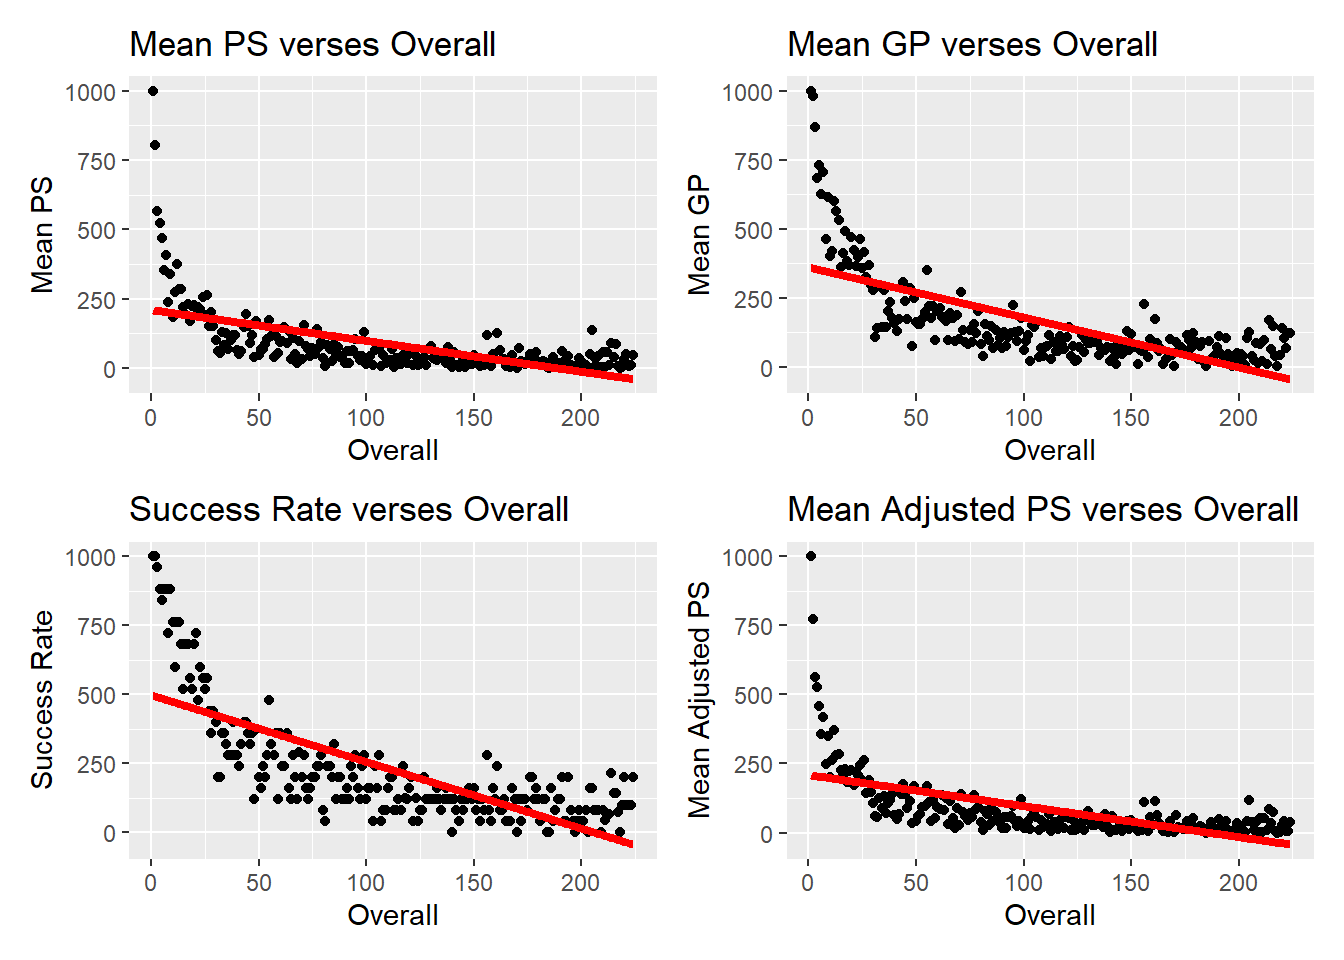 Mean PS verses Overall
1000
750
500
250
0
Mean PS
0 50 100 150 200
Overall
Mean GP verses Overall
1000
750
500
250
0
Mean GP
0 50 100 150 200
Overall
Success Rate verses Overall
1000
750
500
250
0
Success Rate
0 50 100 150 200
Overall
Mean Adjusted PS verses Overall
1000
750
500
250
0
Mean Adjusted PS
0 50 100 150 200
Overall